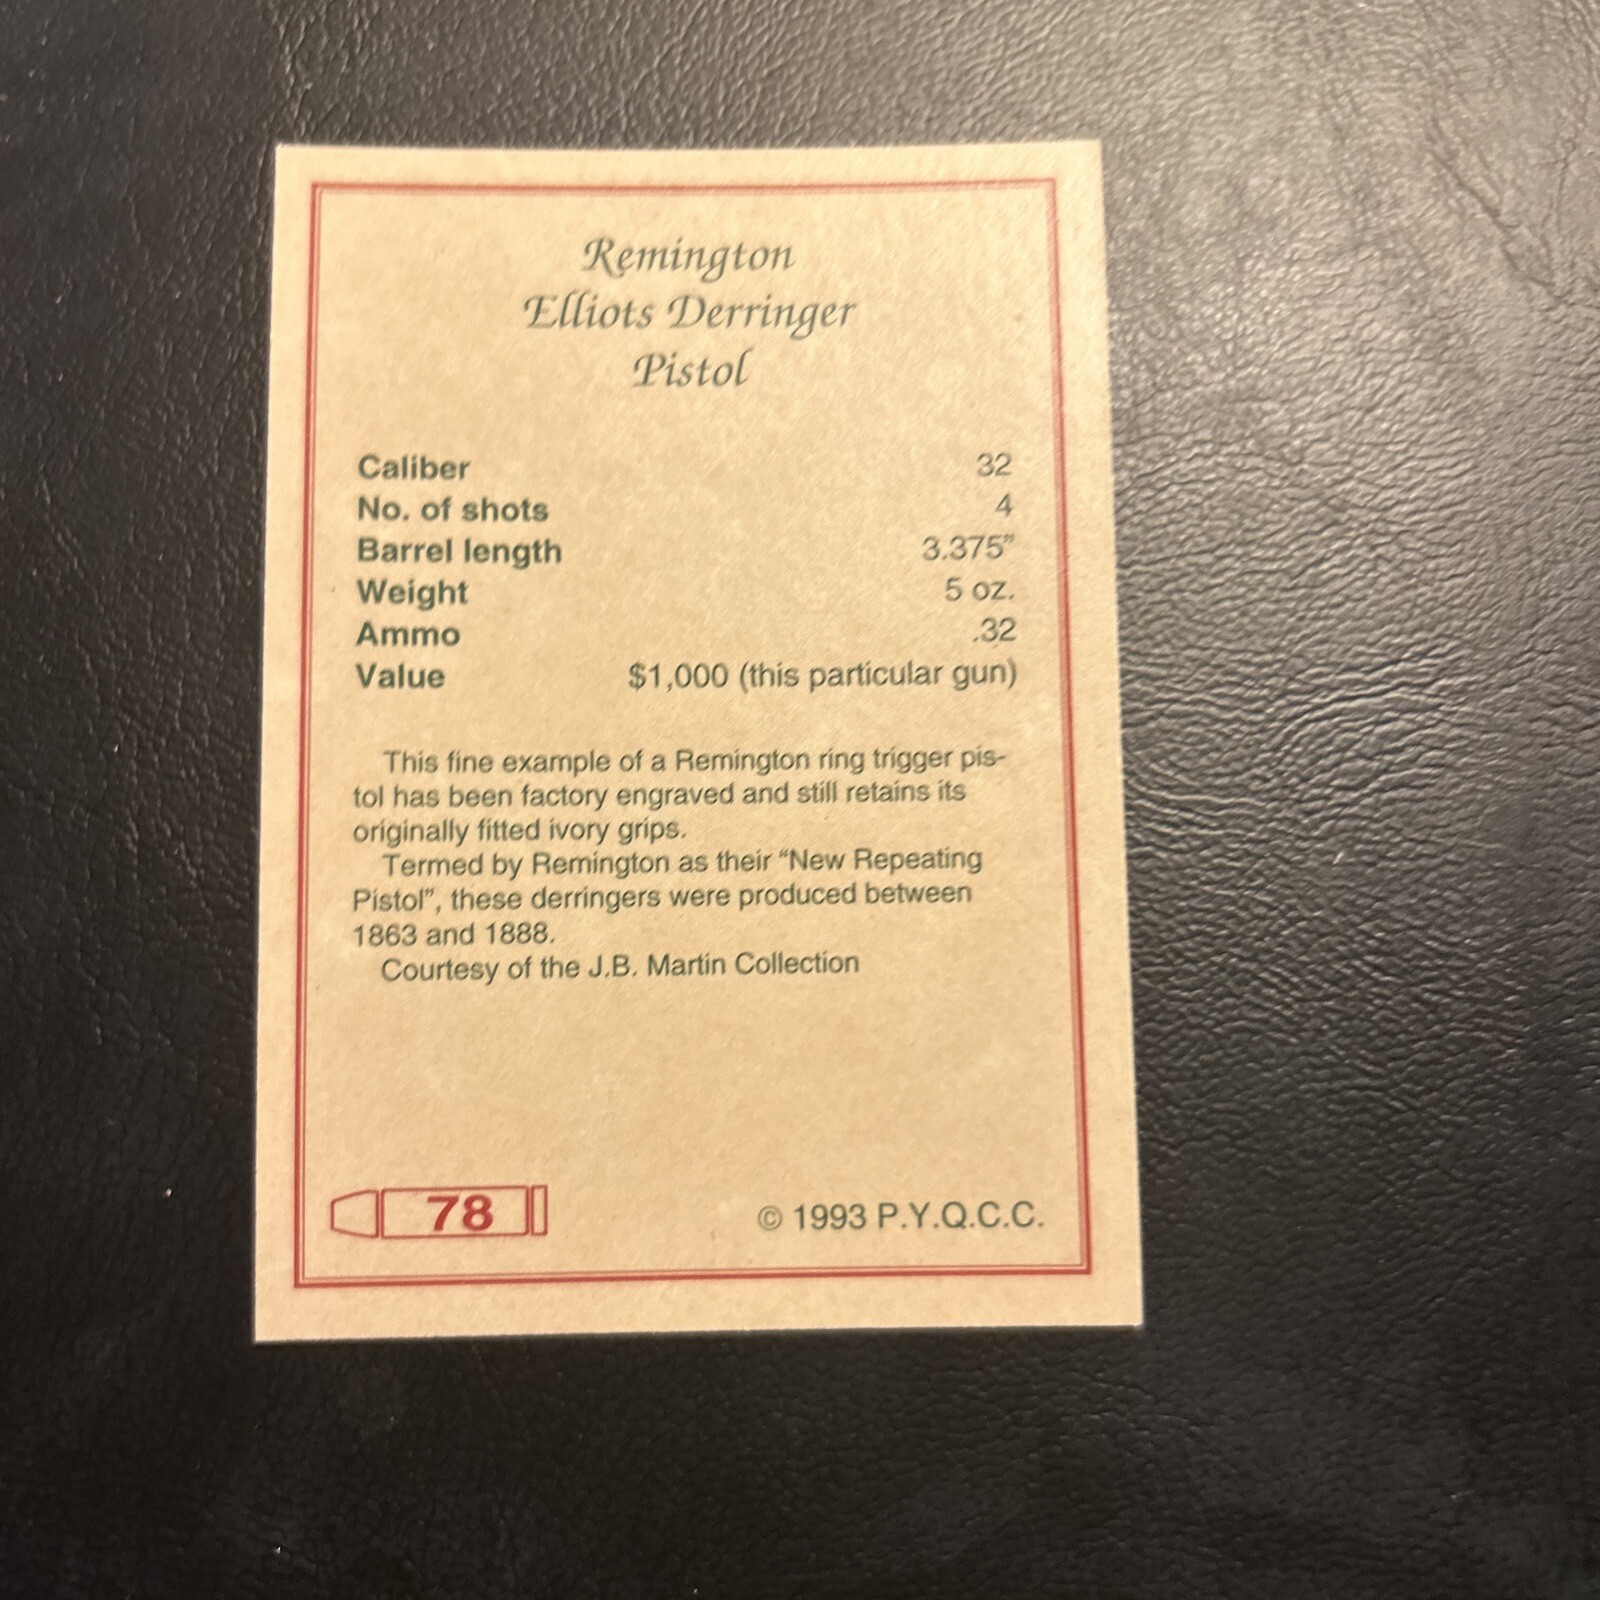 Remington
Elliots Derringer
Pistol
Caliber 32
No. of shots 4
Barrel length 3.375”
Weight 5 oz.
Ammo .32
Value $1,000 (this particular gun)
This fine example of a Remington ring trigger pis-
tol has been factory engraved and still retains its
originally fitted ivory grips.
Termed by Remington as their “New Repeating
Pistol”, these derringers were produced between
1863 and 1888.
Courtesy of the J.B. Martin Collection
78 © 1993 P.Y.Q.C.C.